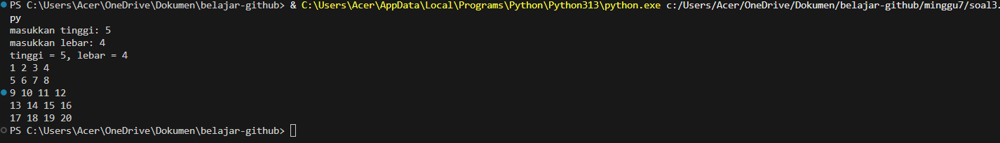 PS C:\Users\Acer\OneDrive\Dokumen\belajar-github> & C:\Users\Acer\AppData\Local\Programs\Python\Python313\python.exe c:/Users/Acer/OneDrive/Dokumen/belajar-github/minggu7/soal3.
py
masukkan tinggi: 5
masukkan lebar: 4
tinggi = 5, lebar = 4
1 2 3 4
5 6 7 8
9 10 11 12
13 14 15 16
17 18 19 20
PS C:\Users\Acer\OneDrive\Dokumen\belajar-github>